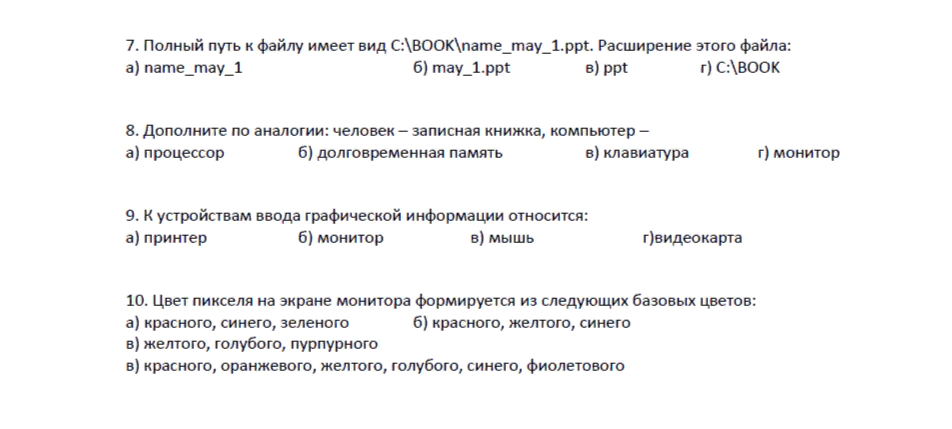 7. Полный путь к файлу имеет вид C:\BOOK\name_may_1.ppt. Расширение этого файла:
а) name_may_1 б) may_1.ppt в) ppt г) C:\BOOK
8. Дополните по аналогии: человек – записная книжка, компьютер –
а) процессор б) долговременная память в) клавиатура г) монитор
9. К устройствам ввода графической информации относится:
а) принтер б) монитор в) мышь г)видеокарта
10. Цвет пикселя на экране монитора формируется из следующих базовых цветов:
а) красного, синего, зеленого б) красного, желтого, синего
в) желтого, голубого, пурпурного
в) красного, оранжевого, желтого, голубого, синего, фиолетового